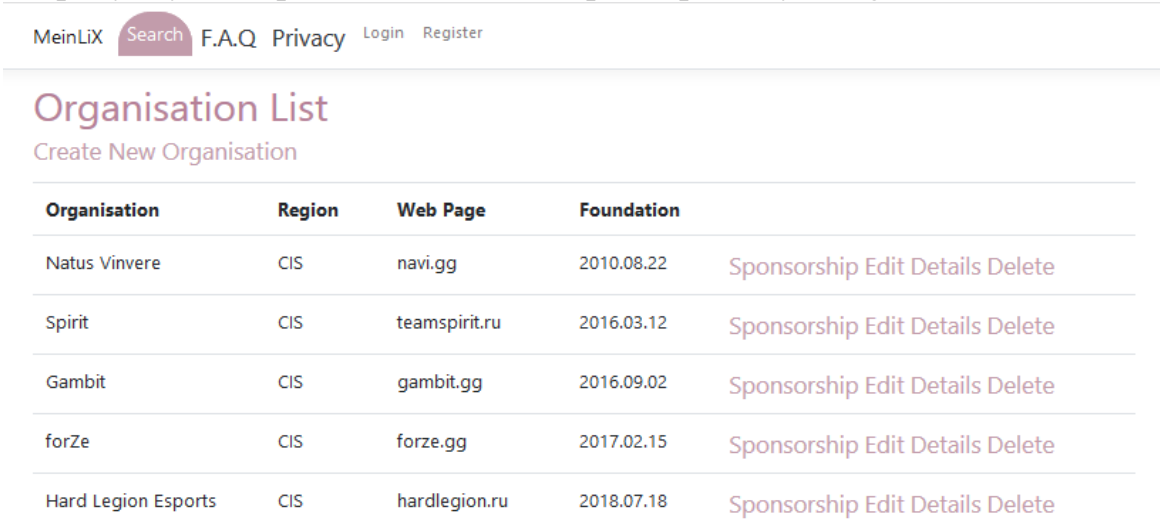 MeinLiX Search F.A.Q Privacy Login Register
Organisation List
Create New Organisation
Organisation Region Web Page Foundation
Natus Vinvere CIS navi.gg 2010.08.22 Sponsorship Edit Details Delete
Spirit CIS teamspirit.ru 2016.03.12 Sponsorship Edit Details Delete
Gambit CIS gambit.gg 2016.09.02 Sponsorship Edit Details Delete
forZe CIS forze.gg 2017.02.15 Sponsorship Edit Details Delete
Hard Legion Esports CIS hardlegion.ru 2018.07.18 Sponsorship Edit Details Delete